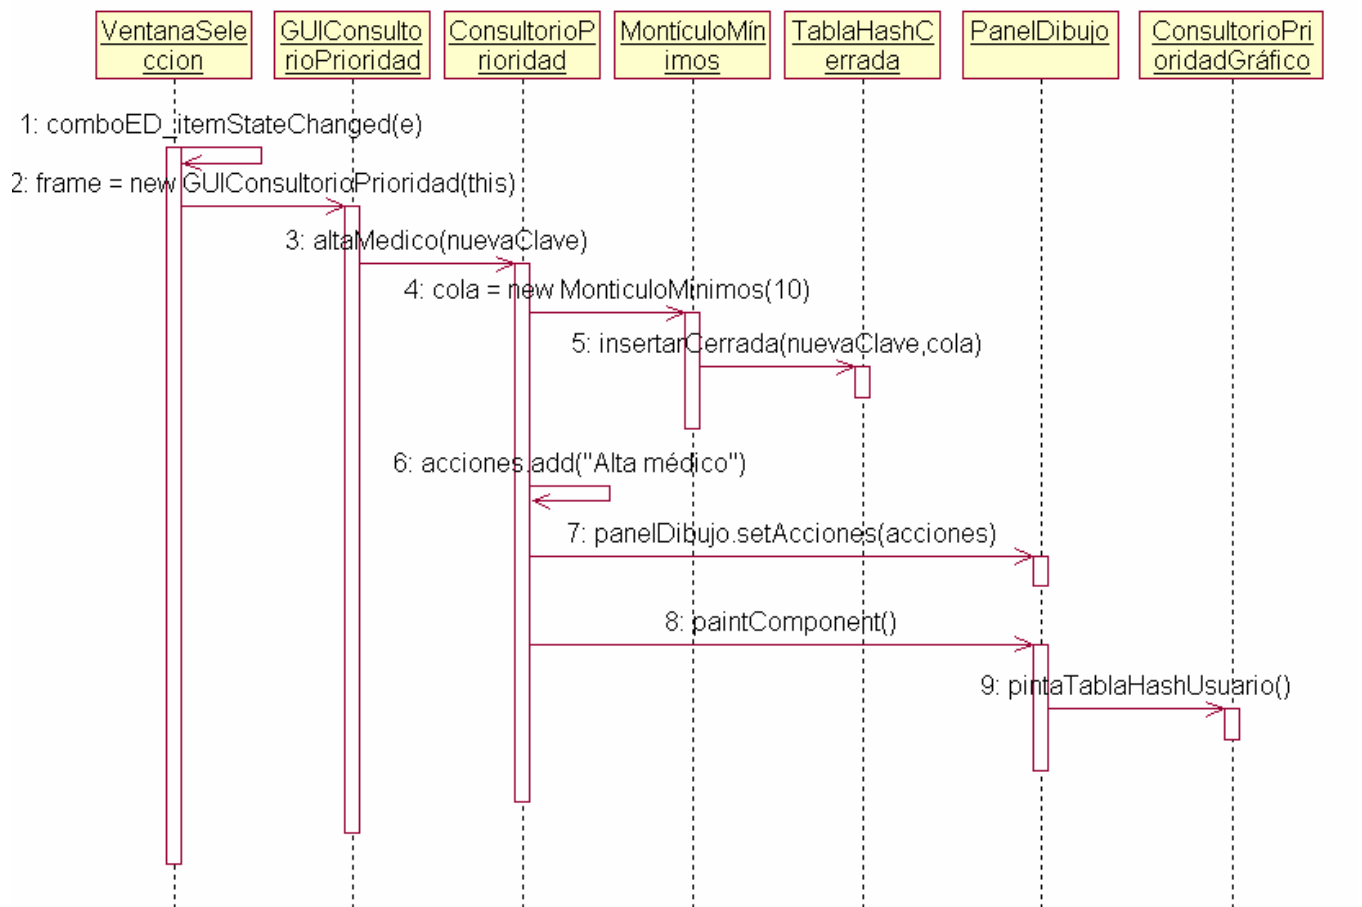 VentanaSele
ccion
GUIConsulto
rioPrioridad
ConsultorioP
rioridad
MontículoMín
imos
TablaHashC
errada
PanelDibujo
ConsultorioPri
oridadGráfico
1: comboED_itemStateChanged(e)
2: frame = new GUIConsultorioPrioridad(this)
3: altaMedico(nuevaClave)
4: cola = new MonticuloMinimos(10)
5: insertarCerrada(nuevaClave,cola)
6: acciones.add("Alta médico")
7: panelDibujo.setAcciones(acciones)
8: paintComponent()
9: pintaTablaHashUsuario()